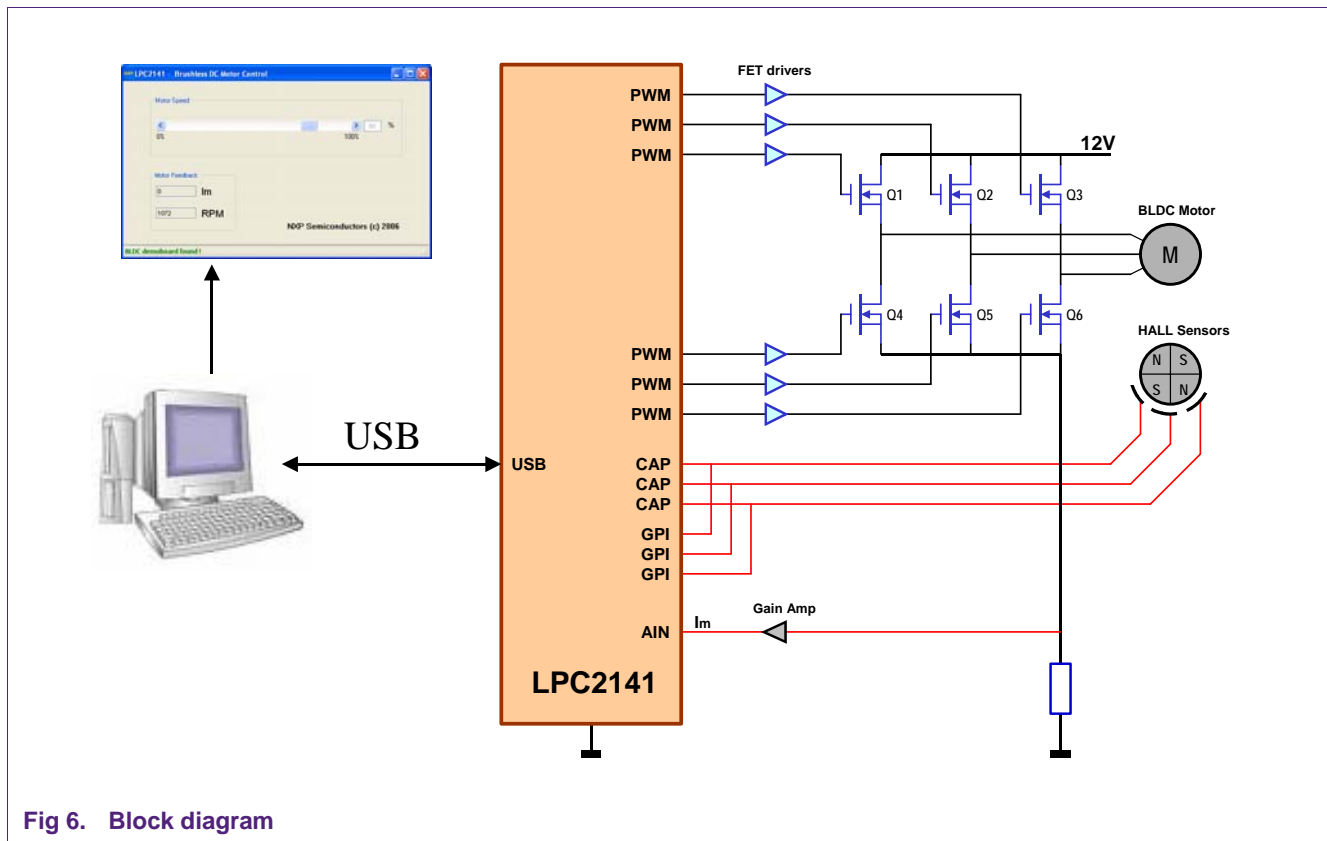 LPC2141 - Brushless DC Motor Control
Motor Speed
%
0%
100%
Motor Feedback
0
Im
1072
RPM
NXP Semiconductors (c) 2006
BLDC demoboard found !
USB
USB
PWM
PWM
PWM
PWM
PWM
PWM
CAP
CAP
CAP
GPI
GPI
GPI
AIN
LPC2141
FET drivers
12V
Q1
Q2
Q3
Q4
Q5
Q6
BLDC Motor
M
HALL Sensors
N S
S N
Im
Gain Amp
Fig 6. Block diagram